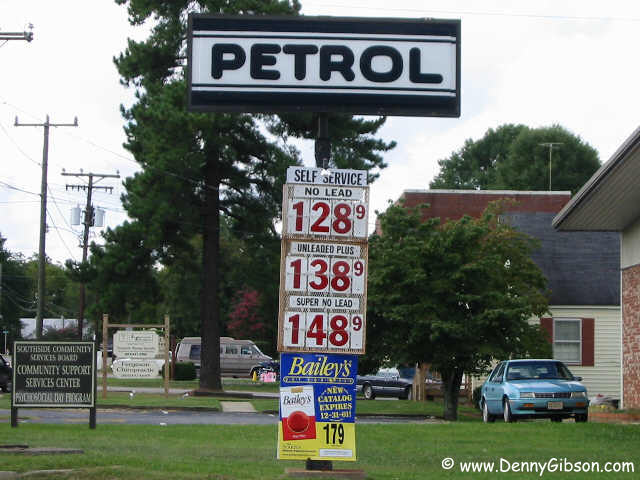 PETROL
SELF SERVICE
NO LEAD
128 9
UNLEADED PLUS
138 9
SUPER NO LEAD
148 9
Bailey's
NEW
CATALOG
EXPIRES
12-31-01!
Bailey's
179
SOUTHSIDE COMMUNITY
SERVICES BOARD
COMMUNITY SUPPORT
SERVICES CENTER
PSYCHOSOCIAL DAY PROGRAM
Ferguson
Chiropractic
© www.DennyGibson.com